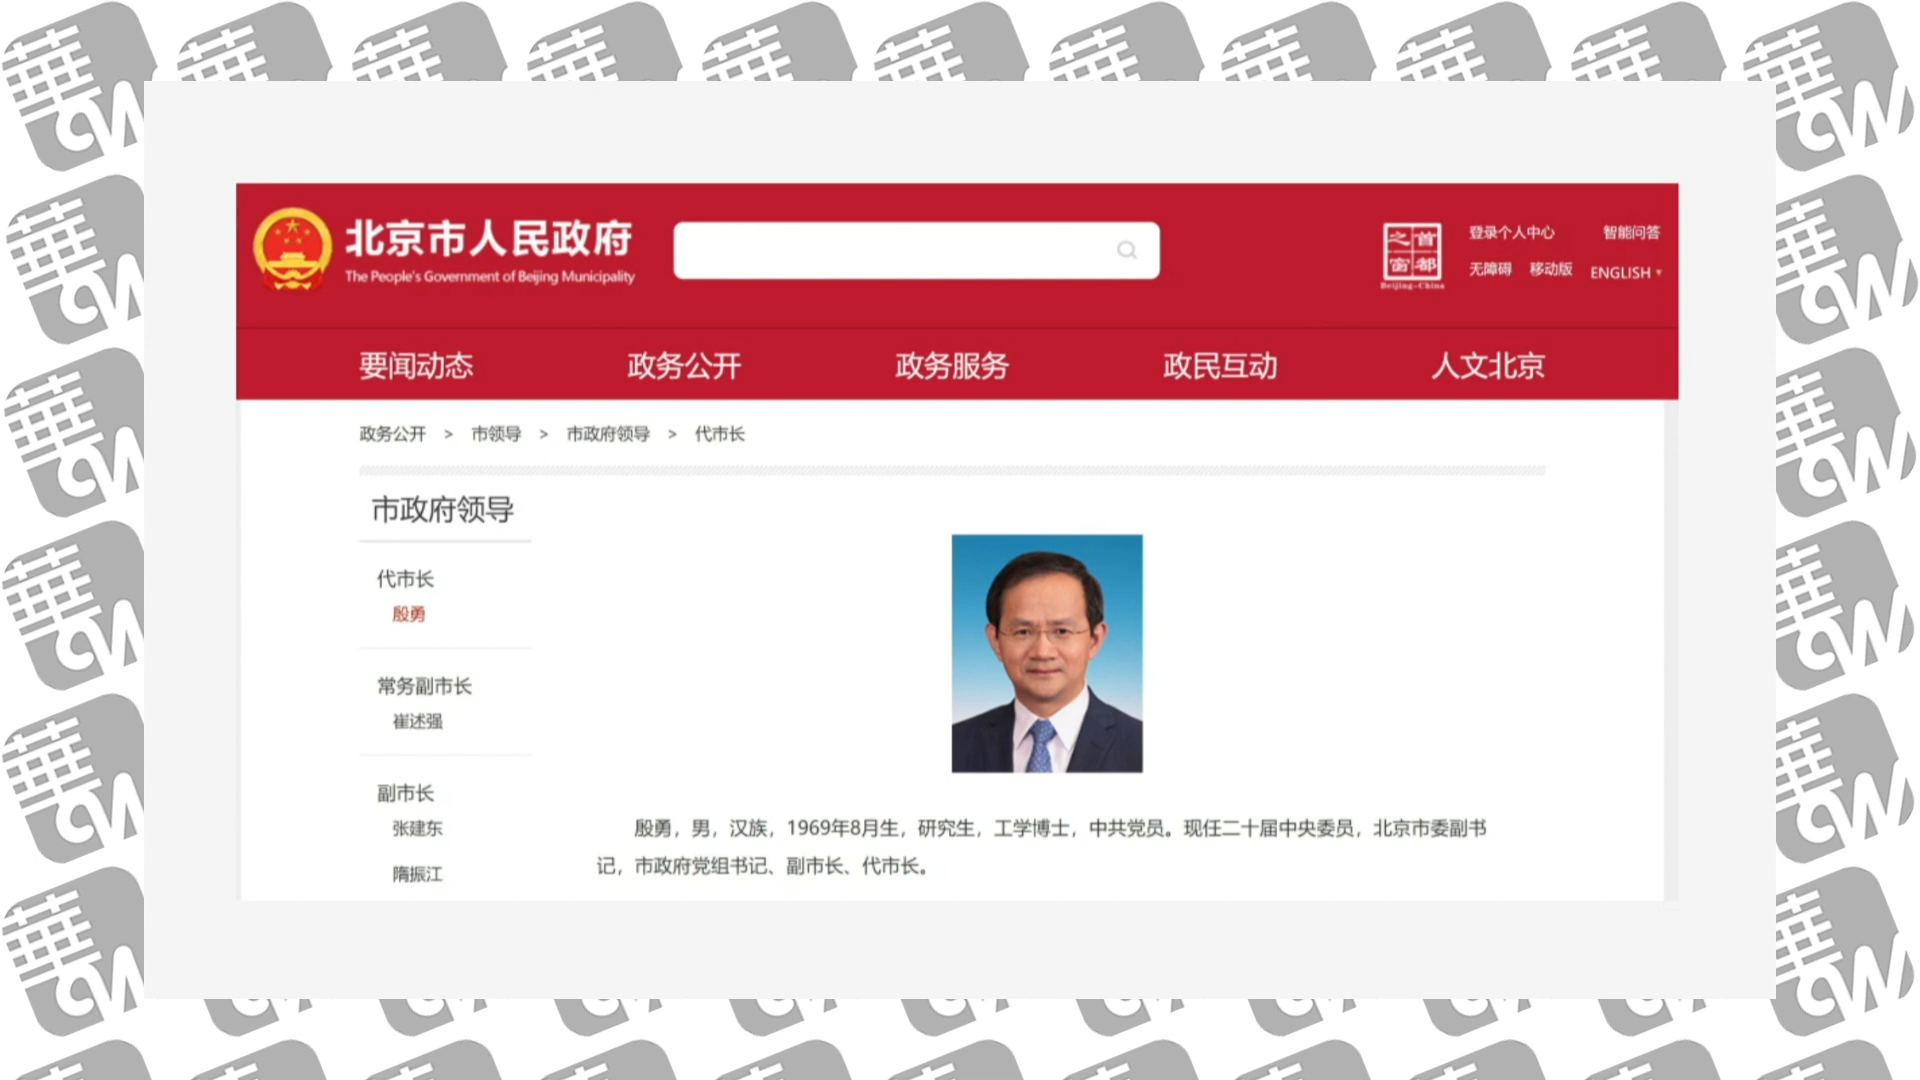 北京市人民政府
The People's Government of Beijing Municipality
首都之窗
Beijing-China
登录个人中心 智能问答
无障碍 移动版 ENGLISH
要闻动态 政务公开 政务服务 政民互动 人文北京
政务公开 > 市领导 > 市政府领导 > 代市长
市政府领导
代市长
殷勇
常务副市长
崔述强
副市长
张建东
隋振江
殷勇，男，汉族，1969年8月生，研究生，工学博士，中共党员。现任二十届中央委员，北京市委副书
记，市政府党组书记、副市长、代市长。
華